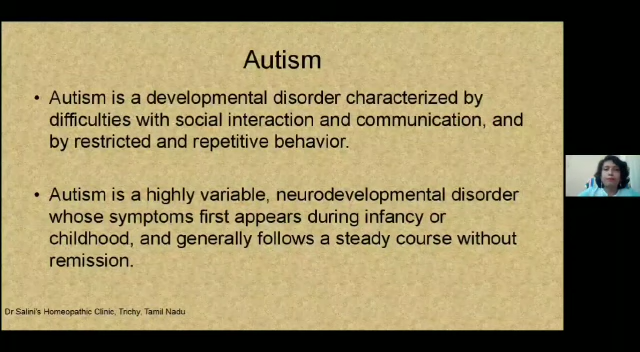 Autism
• Autism is a developmental disorder characterized by
difficulties with social interaction and communication, and
by restricted and repetitive behavior.
• Autism is a highly variable, neurodevelopmental disorder
whose symptoms first appears during infancy or
childhood, and generally follows a steady course without
remission.
Dr Salini's Homeopathic Clinic, Trichy, Tamil Nadu